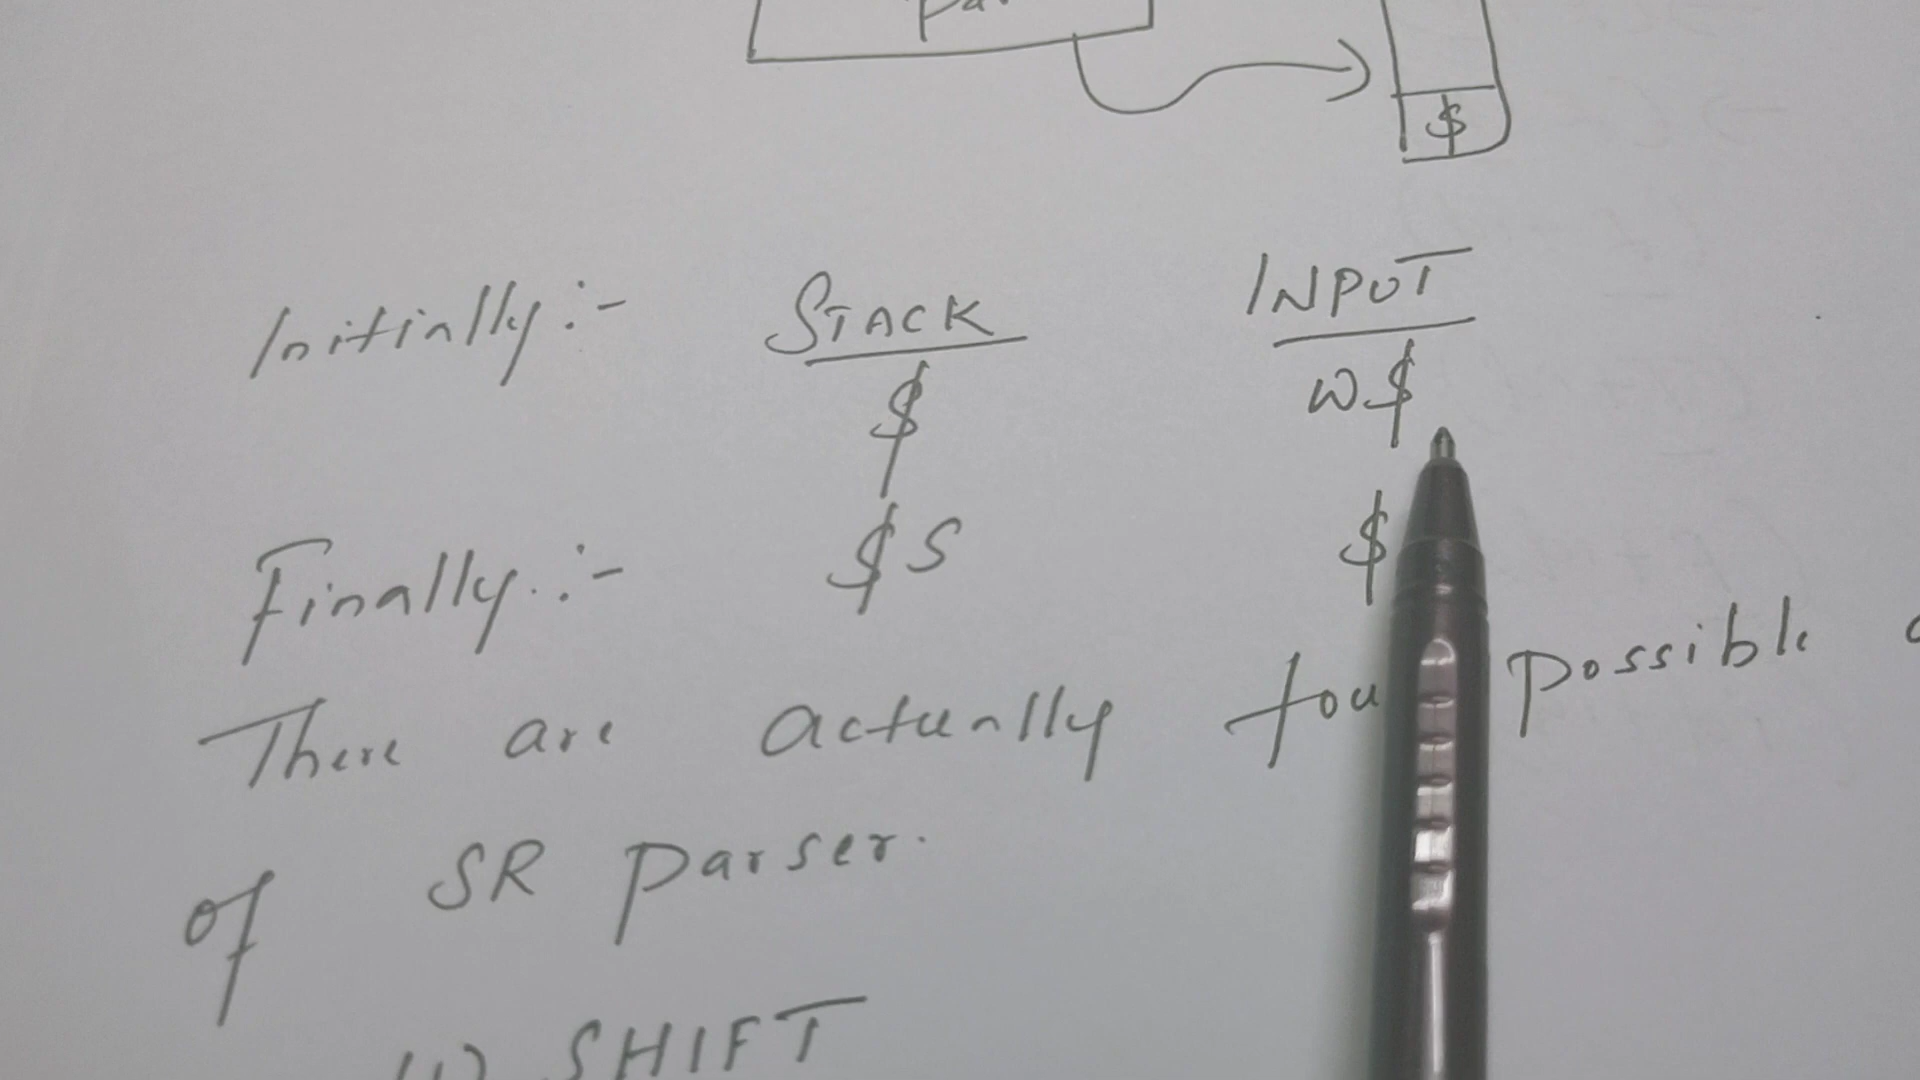 $
Initially:- STACK INPUT
$ w$
Finally:- $S $
There are actually possible
of SR parser.
SHIFT